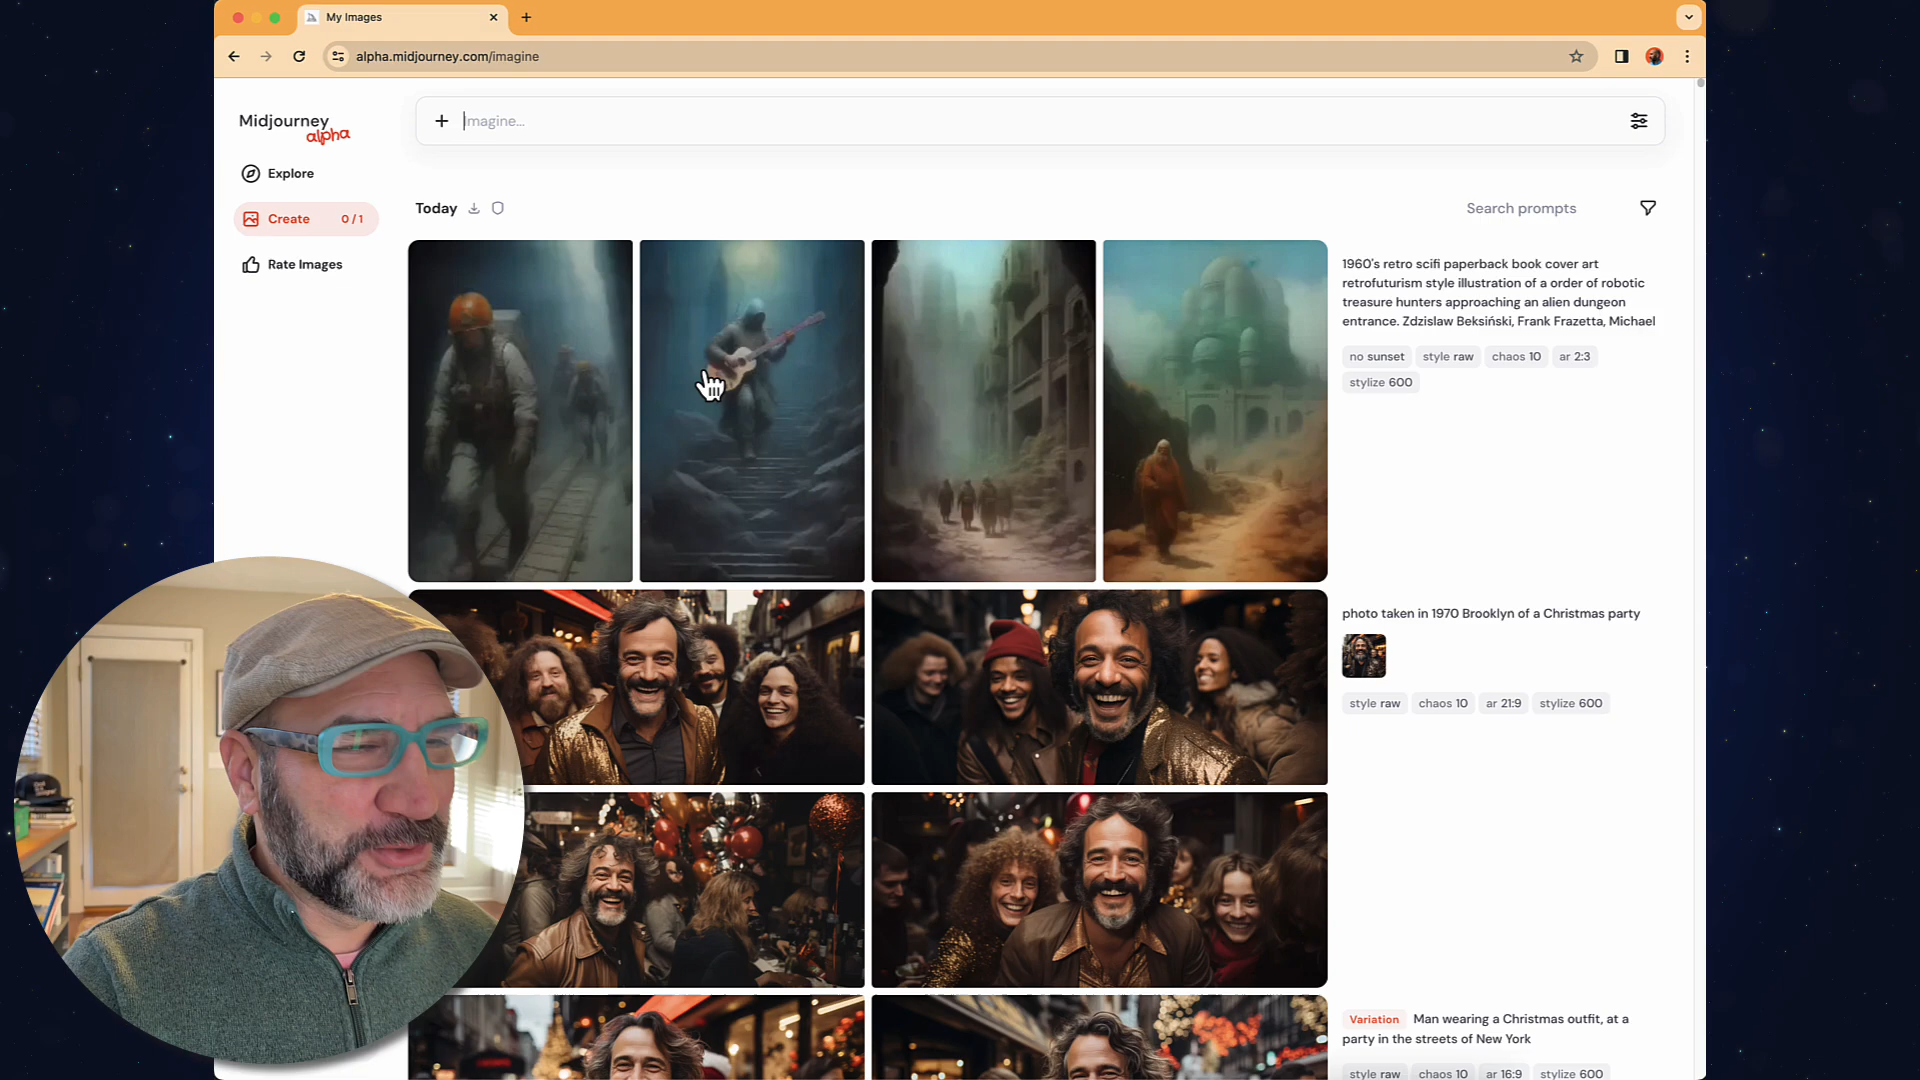 My Images
alpha.midjourney.com/imagine
Midjourney
alpha
Imagine...
Explore
Create 0 / 1
Rate Images
Today
Search prompts
1960's retro scifi paperback book cover art
retrofuturism style illustration of a order of robotic
treasure hunters approaching an alien dungeon
entrance. Zdzislaw Beksiński, Frank Frazetta, Michael
no sunset style raw chaos 10 ar 2:3
stylize 600
photo taken in 1970 Brooklyn of a Christmas party
style raw chaos 10 ar 21:9 stylize 600
Variation Man wearing a Christmas outfit, at a
party in the streets of New York
style raw chaos 10 ar 16:9 stylize 600